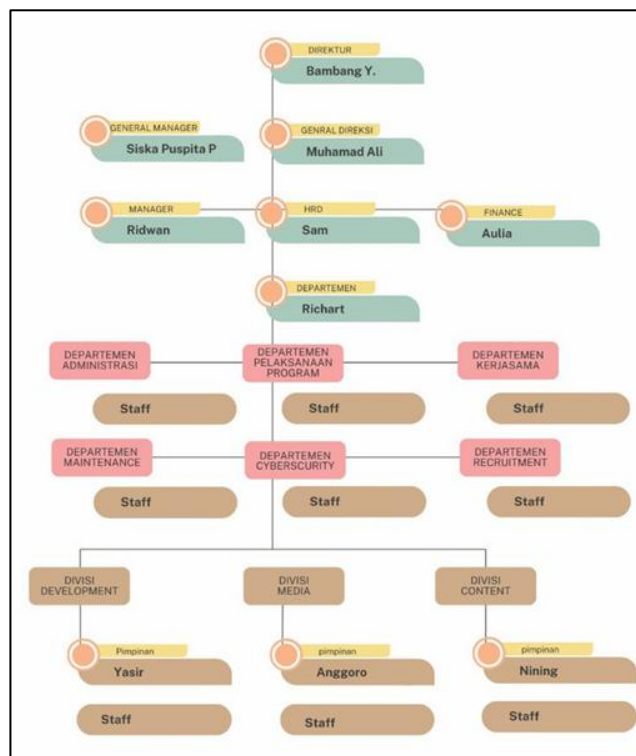 DIREKTUR
Bambang Y.
GENERAL MANAGER
Siska Puspita P
GENRAL DIREKSI
Muhamad Ali
MANAGER
Ridwan
HRD
Sam
FINANCE
Aulia
DEPARTEMEN
Richart
DEPARTEMEN
ADMINISTRASI
DEPARTEMEN
PELAKSANAAN
PROGRAM
DEPARTEMEN
KERJASAMA
Staff
Staff
Staff
DEPARTEMEN
MAINTENANCE
DEPARTEMEN
CYBERSCURITY
DEPARTEMEN
RECRUITMENT
Staff
Staff
Staff
DIVISI
DEVELOPMENT
DIVISI
MEDIA
DIVISI
CONTENT
Pimpinan
Yasir
pimpinan
Anggoro
pimpinan
Nining
Staff
Staff
Staff